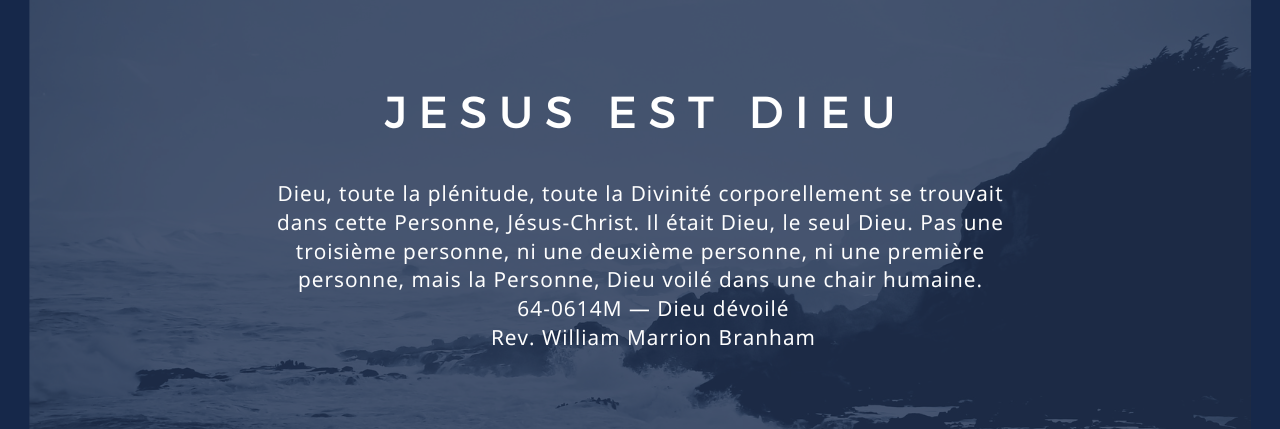 JESUS EST DIEU
Dieu, toute la plénitude, toute la Divinité corporellement se trouvait
dans cette Personne, Jésus-Christ. Il était Dieu, le seul Dieu. Pas une
troisième personne, ni une deuxième personne, ni une première
personne, mais la Personne, Dieu voilé dans une chair humaine.
64-0614M — Dieu dévoilé
Rev. William Marrion Branham